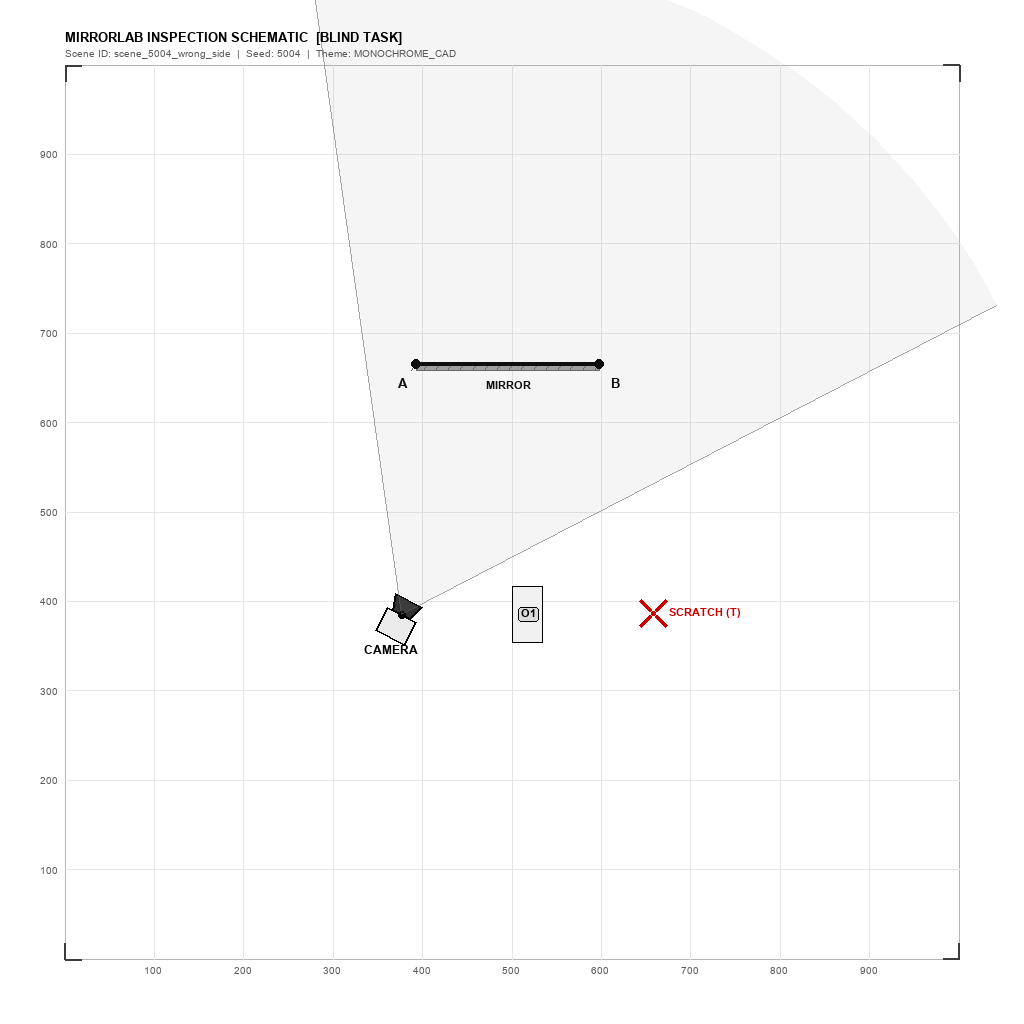 MIRRORLAB INSPECTION SCHEMATIC [BLIND TASK]
Scene ID: scene_5004_wrong_side | Seed: 5004 | Theme: MONOCHROME_CAD
900
800
700
A
MIRROR
B
600
500
400
O1
SCRATCH (T)
CAMERA
300
200
100
100 200 300 400 500 600 700 800 900